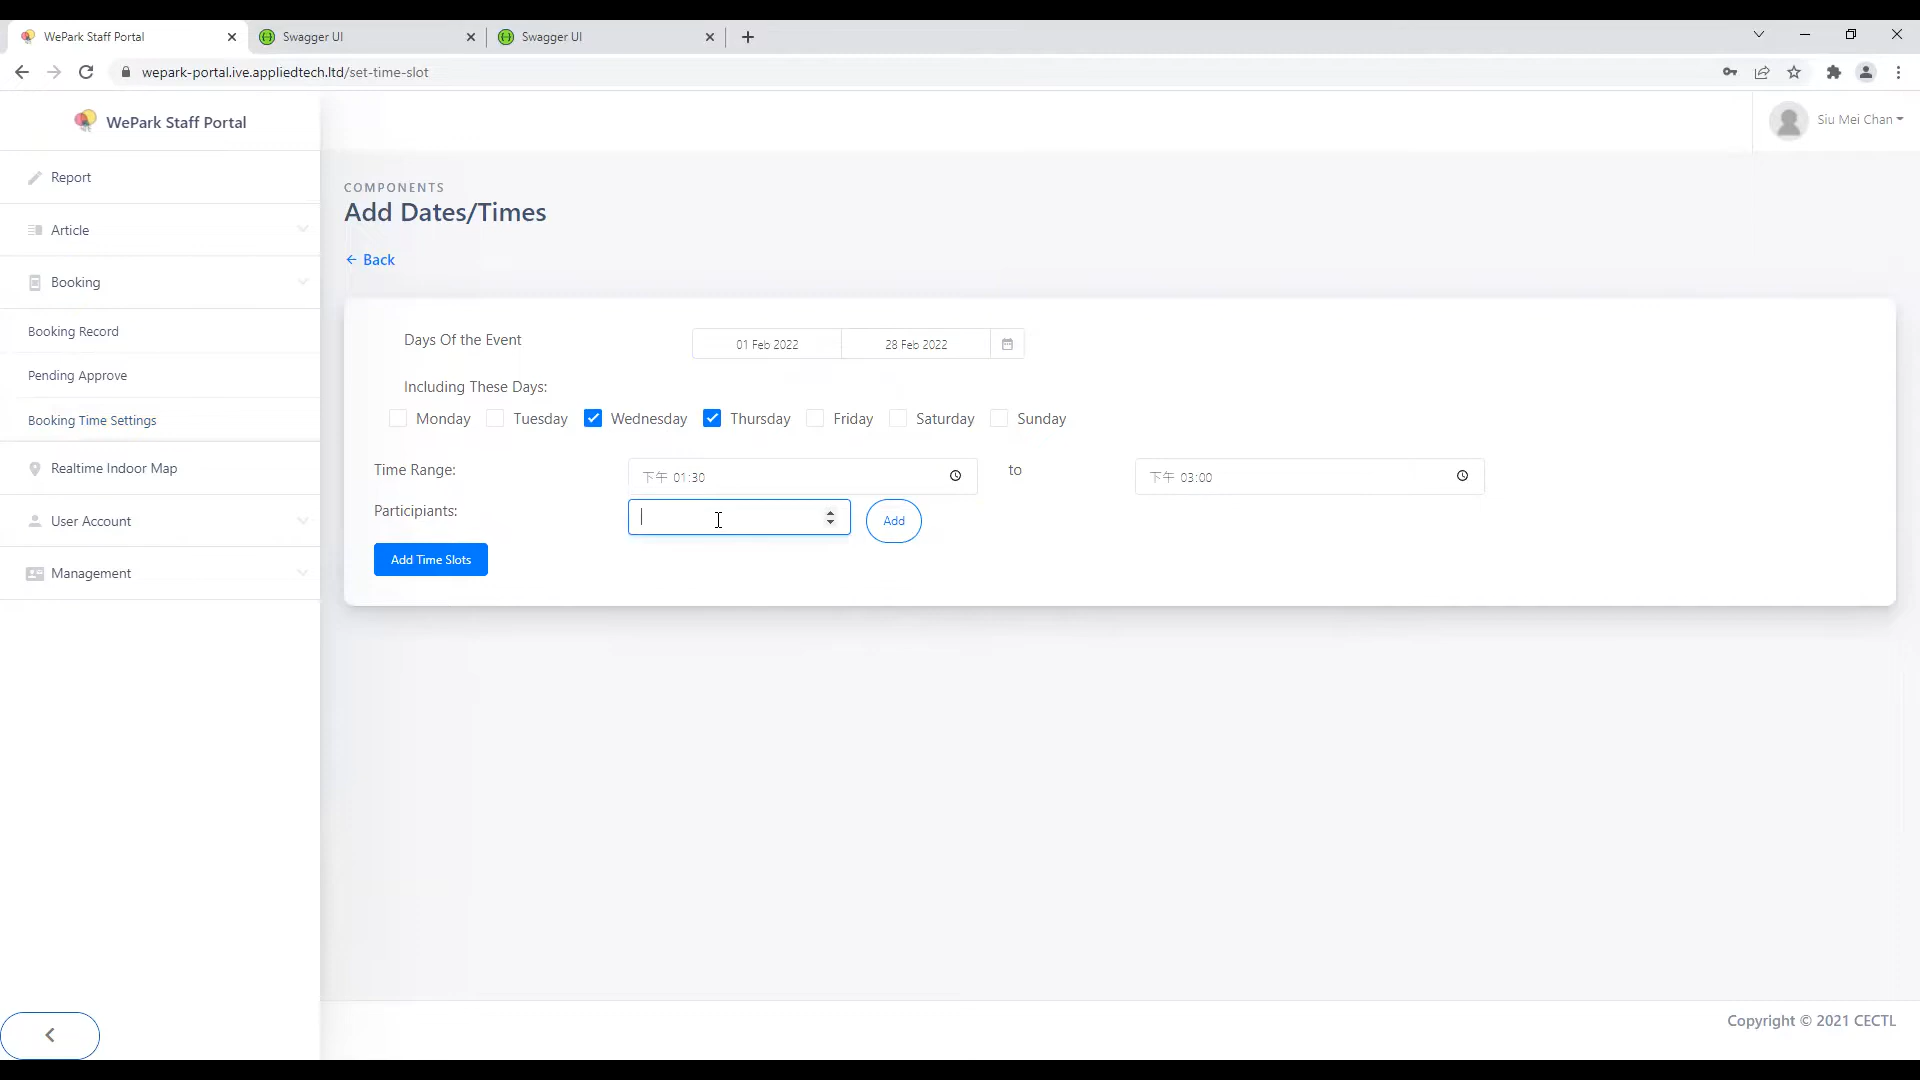 WePark Staff Portal
Swagger UI
Swagger UI
wepark-portal.ive.appliedtech.ltd/set-time-slot
WePark Staff Portal
Siu Mei Chan
Report
Article
Booking
Booking Record
Pending Approve
Booking Time Settings
Realtime Indoor Map
User Account
Management
COMPONENTS
Add Dates/Times
← Back
Days Of the Event
01 Feb 2022
28 Feb 2022
Including These Days:
Monday Tuesday Wednesday Thursday Friday Saturday Sunday
Time Range:
下午 01:30
to
下午 03:00
Participiants:
Add
Add Time Slots
Copyright © 2021 CECTL